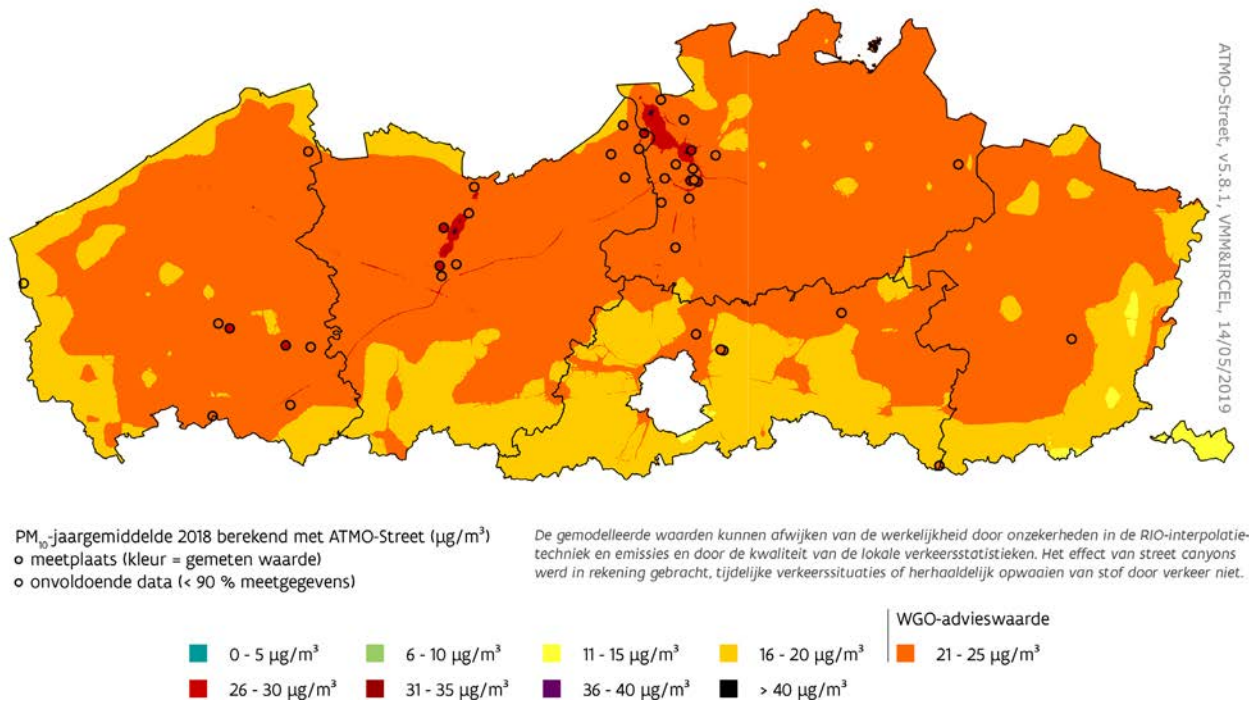 ATMO-Street, v5.8.1, VMM&IRCEL, 14/05/2019
PM₁₀-jaargemiddelde 2018 berekend met ATMO-Street (µg/m³)
meetplaats (kleur = gemeten waarde)
onvoldoende data (< 90 % meetgegevens)
De gemodelleerde waarden kunnen afwijken van de werkelijkheid door onzekerheden in de RIO-interpolatie-
techniek en emissies en door de kwaliteit van de lokale verkeersstatistieken. Het effect van street canyons
werd in rekening gebracht, tijdelijke verkeerssituaties of herhaaldelijk opwaaien van stof door verkeer niet.
WGO-advieswaarde
0 - 5 µg/m³ 6 - 10 µg/m³ 11 - 15 µg/m³ 16 - 20 µg/m³ 21 - 25 µg/m³
26 - 30 µg/m³ 31 - 35 µg/m³ 36 - 40 µg/m³ > 40 µg/m³